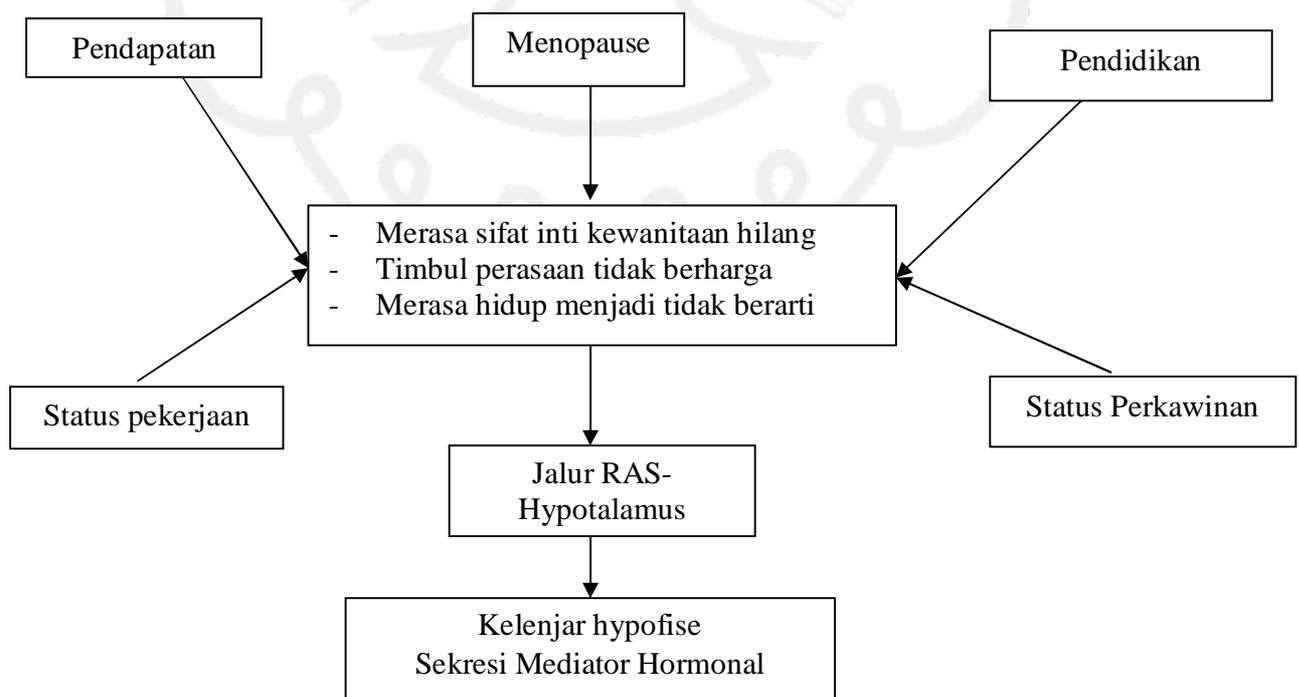 Pendapatan
Menopause
Pendidikan
- Merasa sifat inti kewanitaan hilang
- Timbul perasaan tidak berharga
- Merasa hidup menjadi tidak berarti
Status pekerjaan
Status Perkawinan
Jalur RAS-
Hypotalamus
Kelenjar hypofise
Sekresi Mediator Hormonal